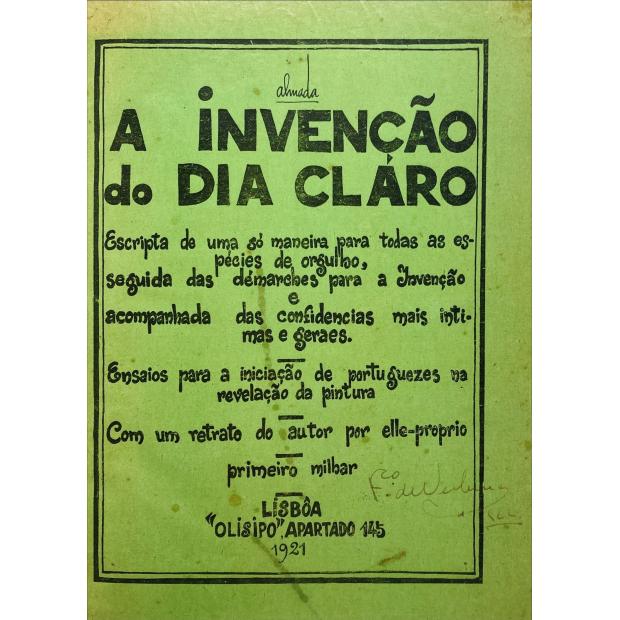 almada
A INVENÇÃO
do DIA CLÁRO
Escripta de uma só maneira para todas as es-
pécies de orgulho,
seguida das démarches para a Invenção
e
acompanhada das confidencias mais inti-
mas e geraes.
Ensaios para a iniciação de portuguezes na
revelação da pintura
Com um retrato do autor por elle-proprio
primeiro milhar
LISBÔA
"OLISIPO", APARTADO 145
1921